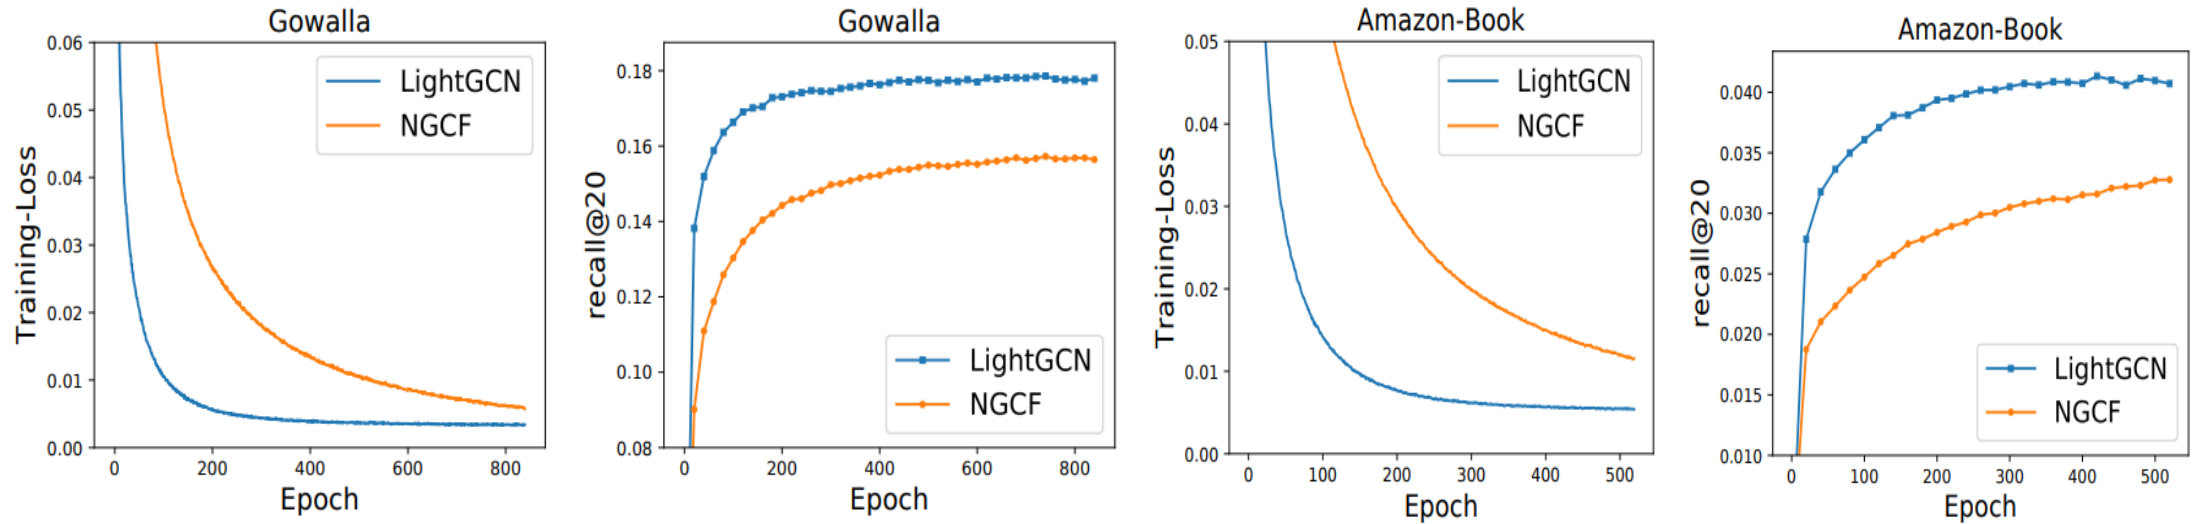 Gowalla
0.06
0.05
0.04
0.03
0.02
0.01
0.00
Training-Loss
LightGCN
NGCF
0 200 400 600 800
Epoch
Gowalla
0.18
0.16
0.14
0.12
0.10
0.08
recall@20
LightGCN
NGCF
0 200 400 600 800
Epoch
Amazon-Book
0.05
0.04
0.03
0.02
0.01
0.00
Training-Loss
LightGCN
NGCF
0 100 200 300 400 500
Epoch
Amazon-Book
0.040
0.035
0.030
0.025
0.020
0.015
0.010
recall@20
LightGCN
NGCF
0 100 200 300 400 500
Epoch